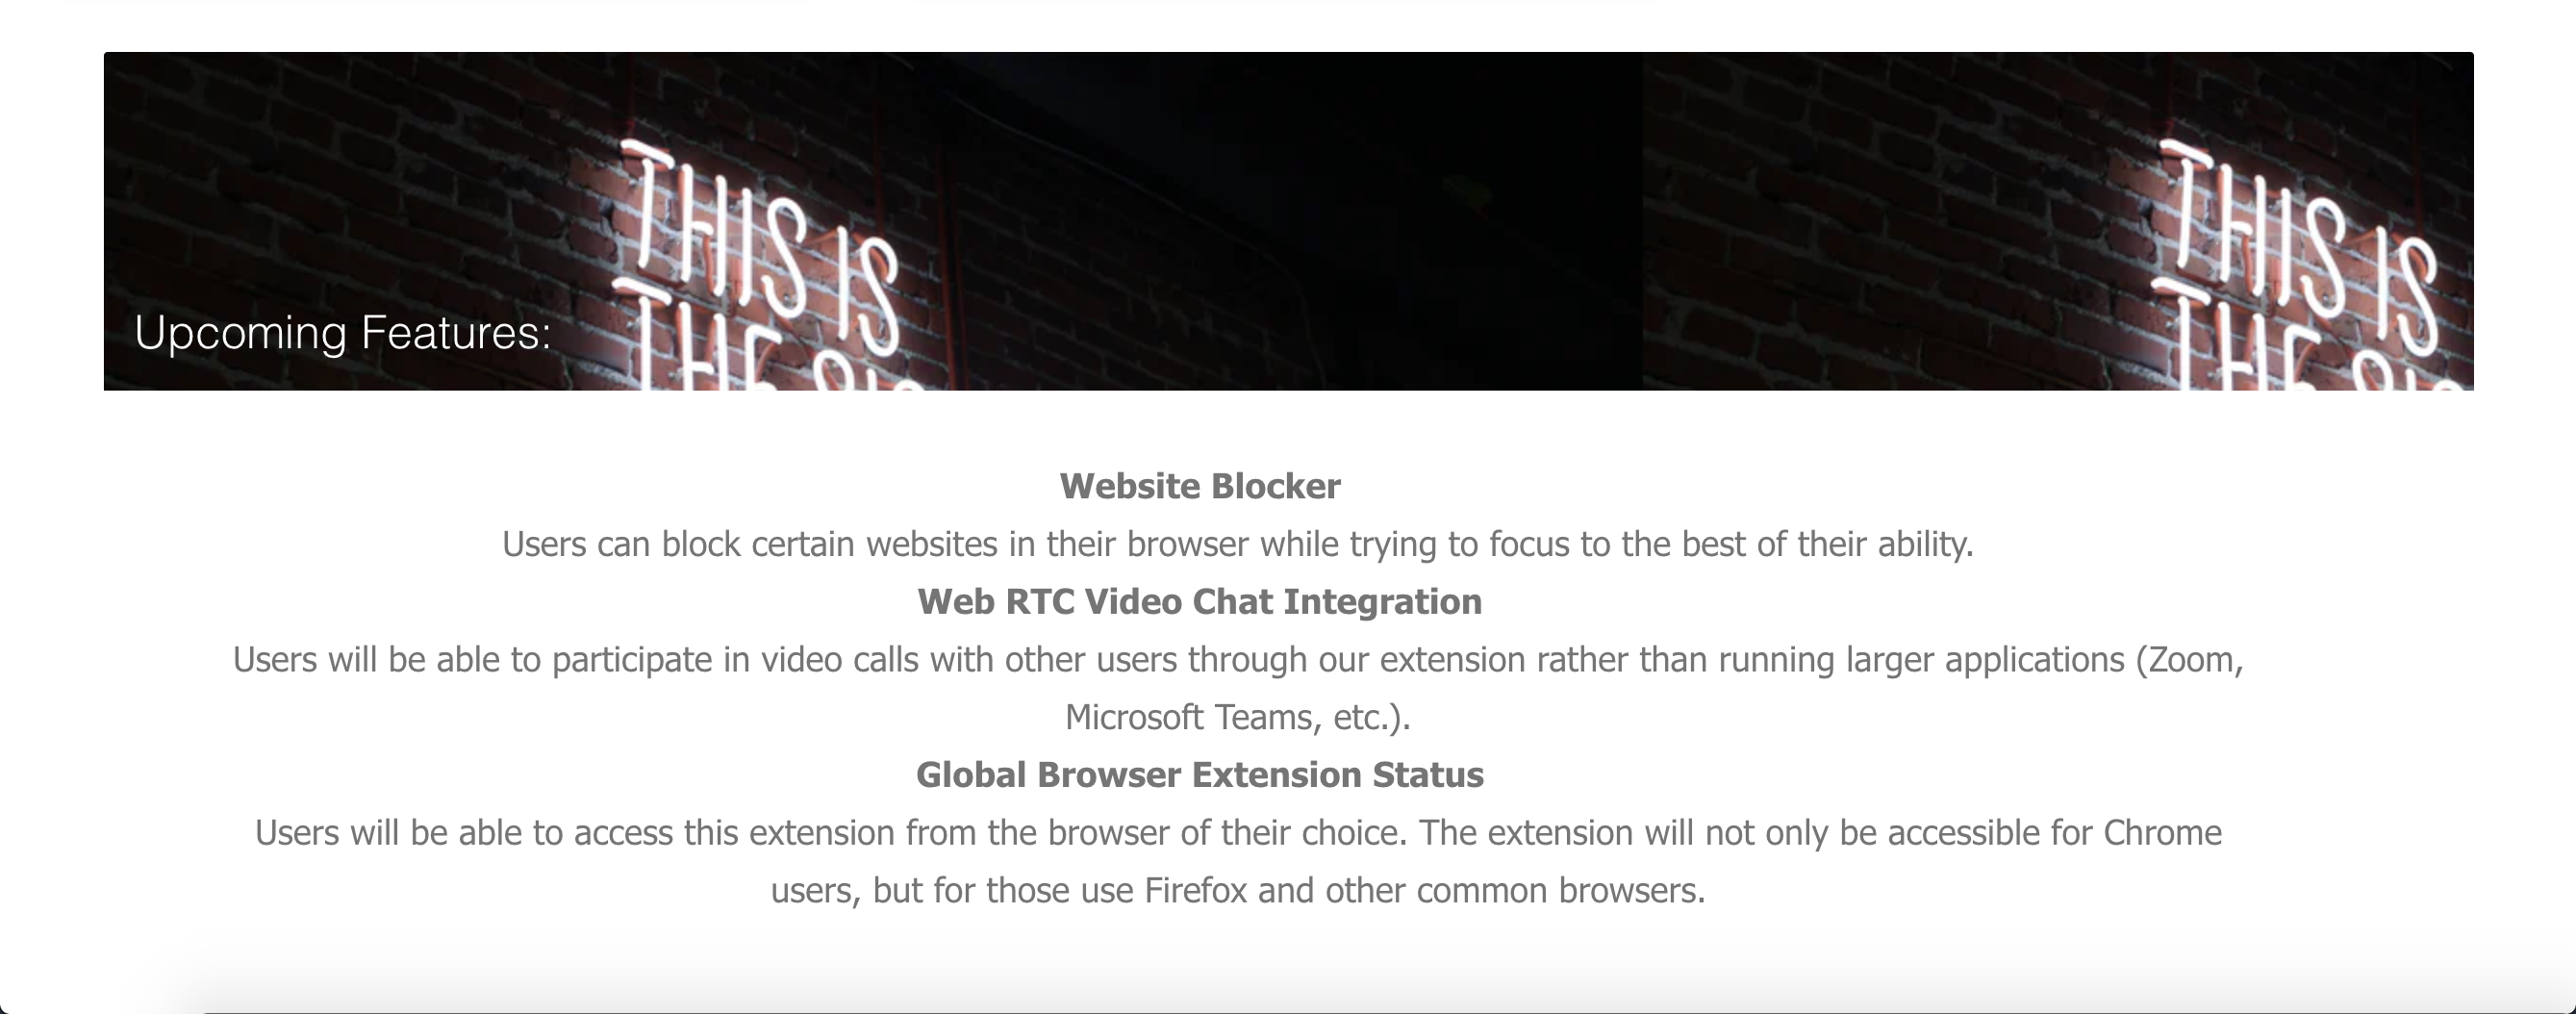 THIS IS
THE
THIS IS
THE
Upcoming Features:
Website Blocker
Users can block certain websites in their browser while trying to focus to the best of their ability.
Web RTC Video Chat Integration
Users will be able to participate in video calls with other users through our extension rather than running larger applications (Zoom,
Microsoft Teams, etc.).
Global Browser Extension Status
Users will be able to access this extension from the browser of their choice. The extension will not only be accessible for Chrome
users, but for those use Firefox and other common browsers.